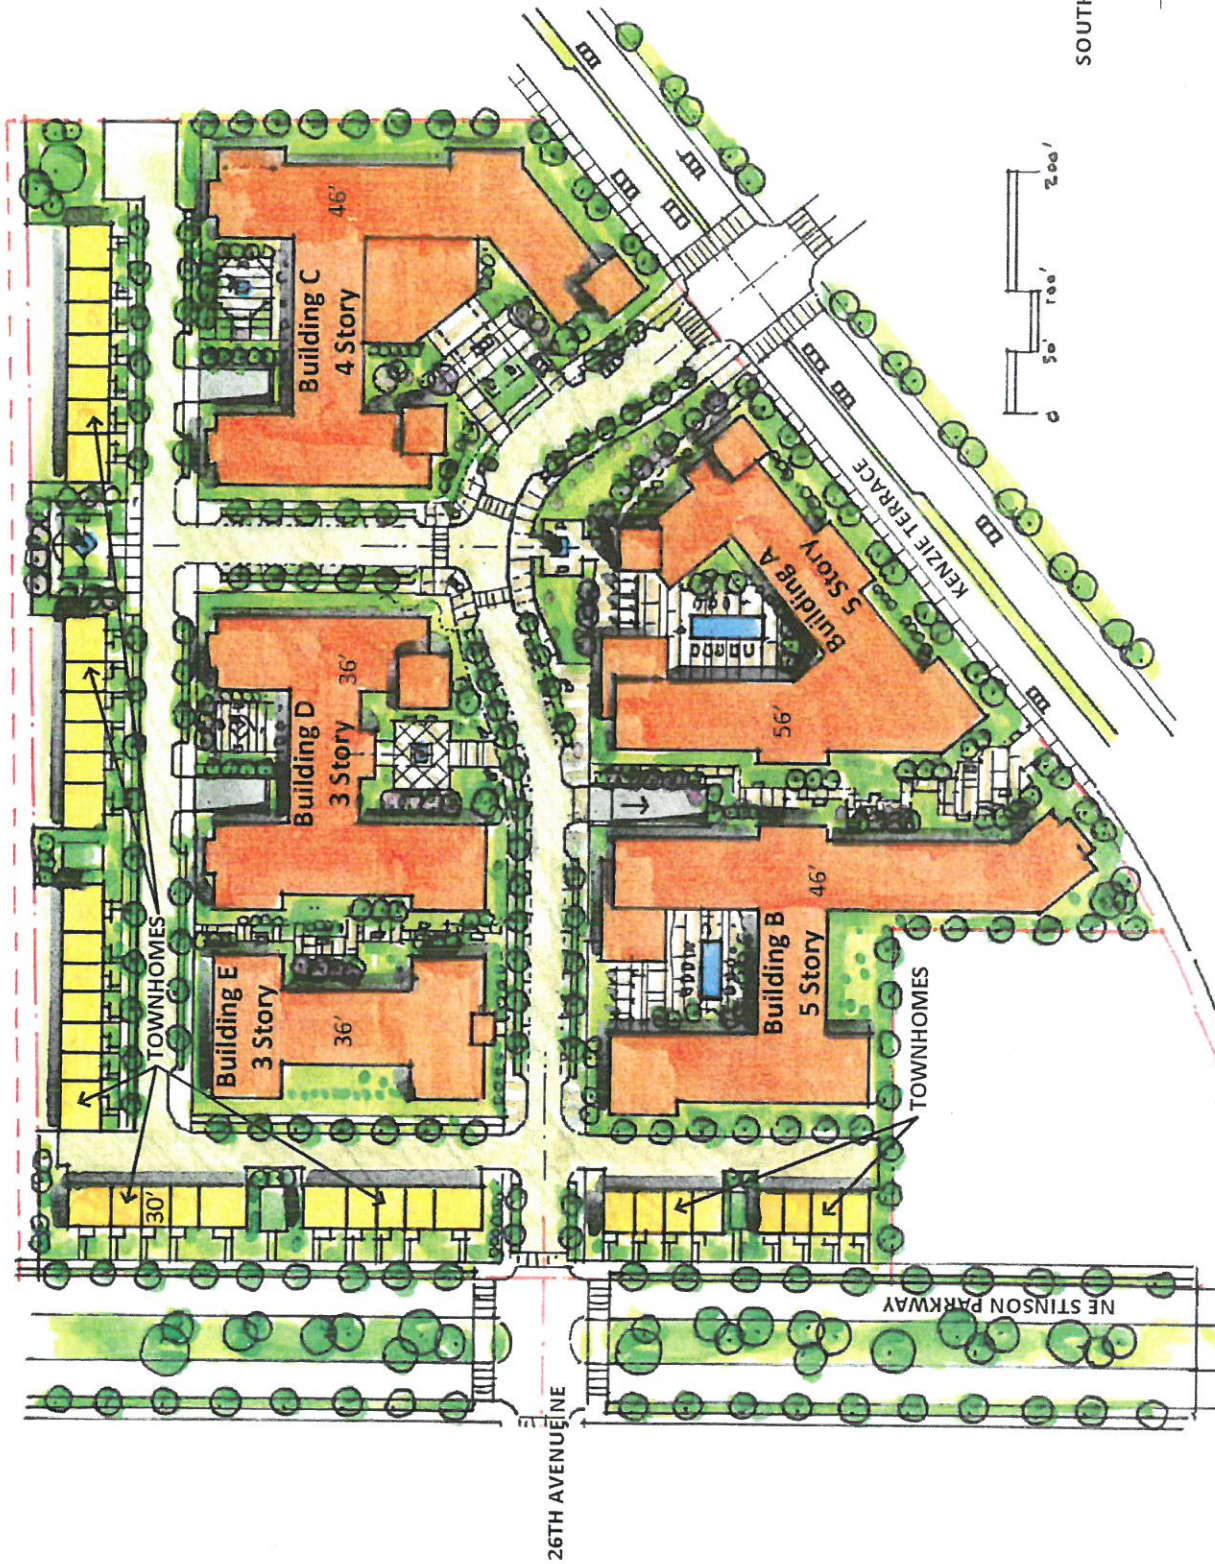 SOUTH
TOWNHOMES
Building C
4 Story
46'
Building D
3 Story
36'
Building E
3 Story
36'
30'
Building A
5 Story
56'
Building B
5 Story
46'
TOWNHOMES
KENZIE TERRACE
NE STINSON PARKWAY
26TH AVENUE NE
0
50'
100'
200'